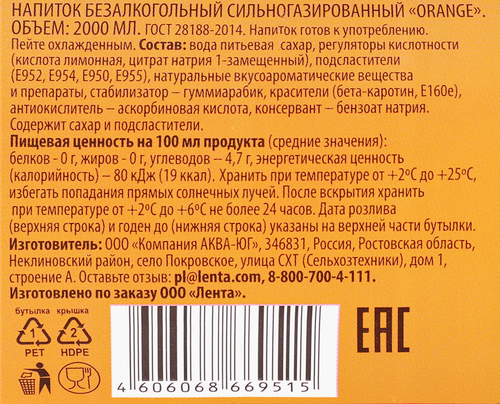 НАПИТОК БЕЗАЛКОГОЛЬНЫЙ СИЛЬНОГАЗИРОВАННЫЙ «ORANGE».
ОБЪЕМ: 2000 МЛ. ГОСТ 28188-2014. Напиток готов к употреблению.
Пейте охлажденным. Состав: вода питьевая ,сахар, регуляторы кислотности
(кислота лимонная, цитрат натрия 1-замещенный), подсластители
(Е952, Е954, Е950, Е955), натуральные вкусоароматические вещества
и препараты, стабилизатор – гуммиарабик, красители (бета-каротин, Е160е),
антиокислитель – аскорбиновая кислота, консервант – бензоат натрия.
Содержит сахар и подсластители.
Пищевая ценность на 100 мл продукта (средние значения):
белков - 0 г, жиров - 0 г, углеводов – 4,7 г, энергетическая ценность
(калорийность) – 80 кДж (19 ккал). Хранить при температуре от +2°С до +25°С,
избегать попадания прямых солнечных лучей. После вскрытия хранить
при температуре от +2°С до +6°С не более 24 часов. Дата розлива
(верхняя строка) и годен до (нижняя строка) указаны на верхней части бутылки.
Изготовитель: ООО «Компания АКВА-ЮГ», 346831, Россия, Ростовская область,
Неклиновский район, село Покровское, улица СХТ (Сельхозтехники), дом 1,
строение А. Оставьте отзыв: pl@lenta.com, 8-800-700-4-111.
Изготовлено по заказу ООО «Лента».
бутылка крышка
1 2
PET HDPE
EAC
4 606068 669515